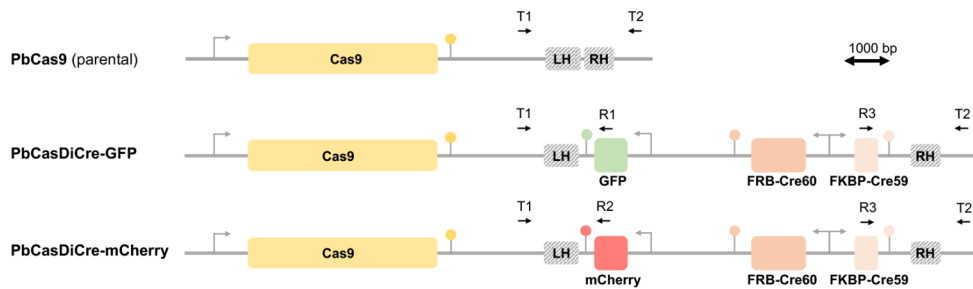 T1 T2
PbCas9 (parental) Cas9 LH RH 1000 bp
T1 R1 R3 T2
PbCasDiCre-GFP Cas9 LH RH
GFP FRB-Cre60 FKBP-Cre59
T1 R2 R3 T2
PbCasDiCre-mCherry Cas9 LH RH
mCherry FRB-Cre60 FKBP-Cre59